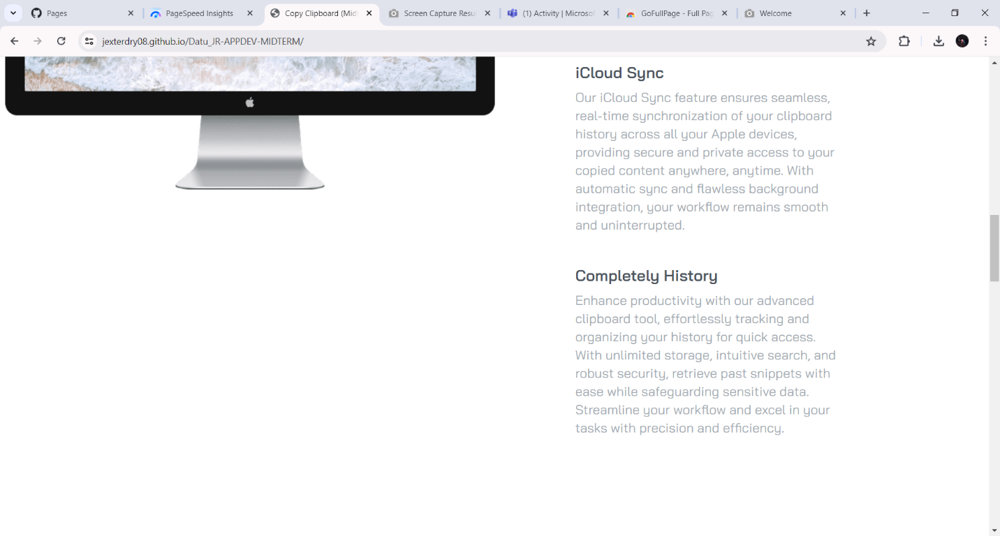 Pages
PageSpeed Insights
Copy Clipboard (Mid
Screen Capture Resu
(1) Activity | Microsof
GoFullPage - Full Pag
Welcome
jexterdry08.github.io/Datu_JR-APPDEV-MIDTERM/
iCloud Sync
Our iCloud Sync feature ensures seamless,
real-time synchronization of your clipboard
history across all your Apple devices,
providing secure and private access to your
copied content anywhere, anytime. With
automatic sync and flawless background
integration, your workflow remains smooth
and uninterrupted.
Completely History
Enhance productivity with our advanced
clipboard tool, effortlessly tracking and
organizing your history for quick access.
With unlimited storage, intuitive search, and
robust security, retrieve past snippets with
ease while safeguarding sensitive data.
Streamline your workflow and excel in your
tasks with precision and efficiency.